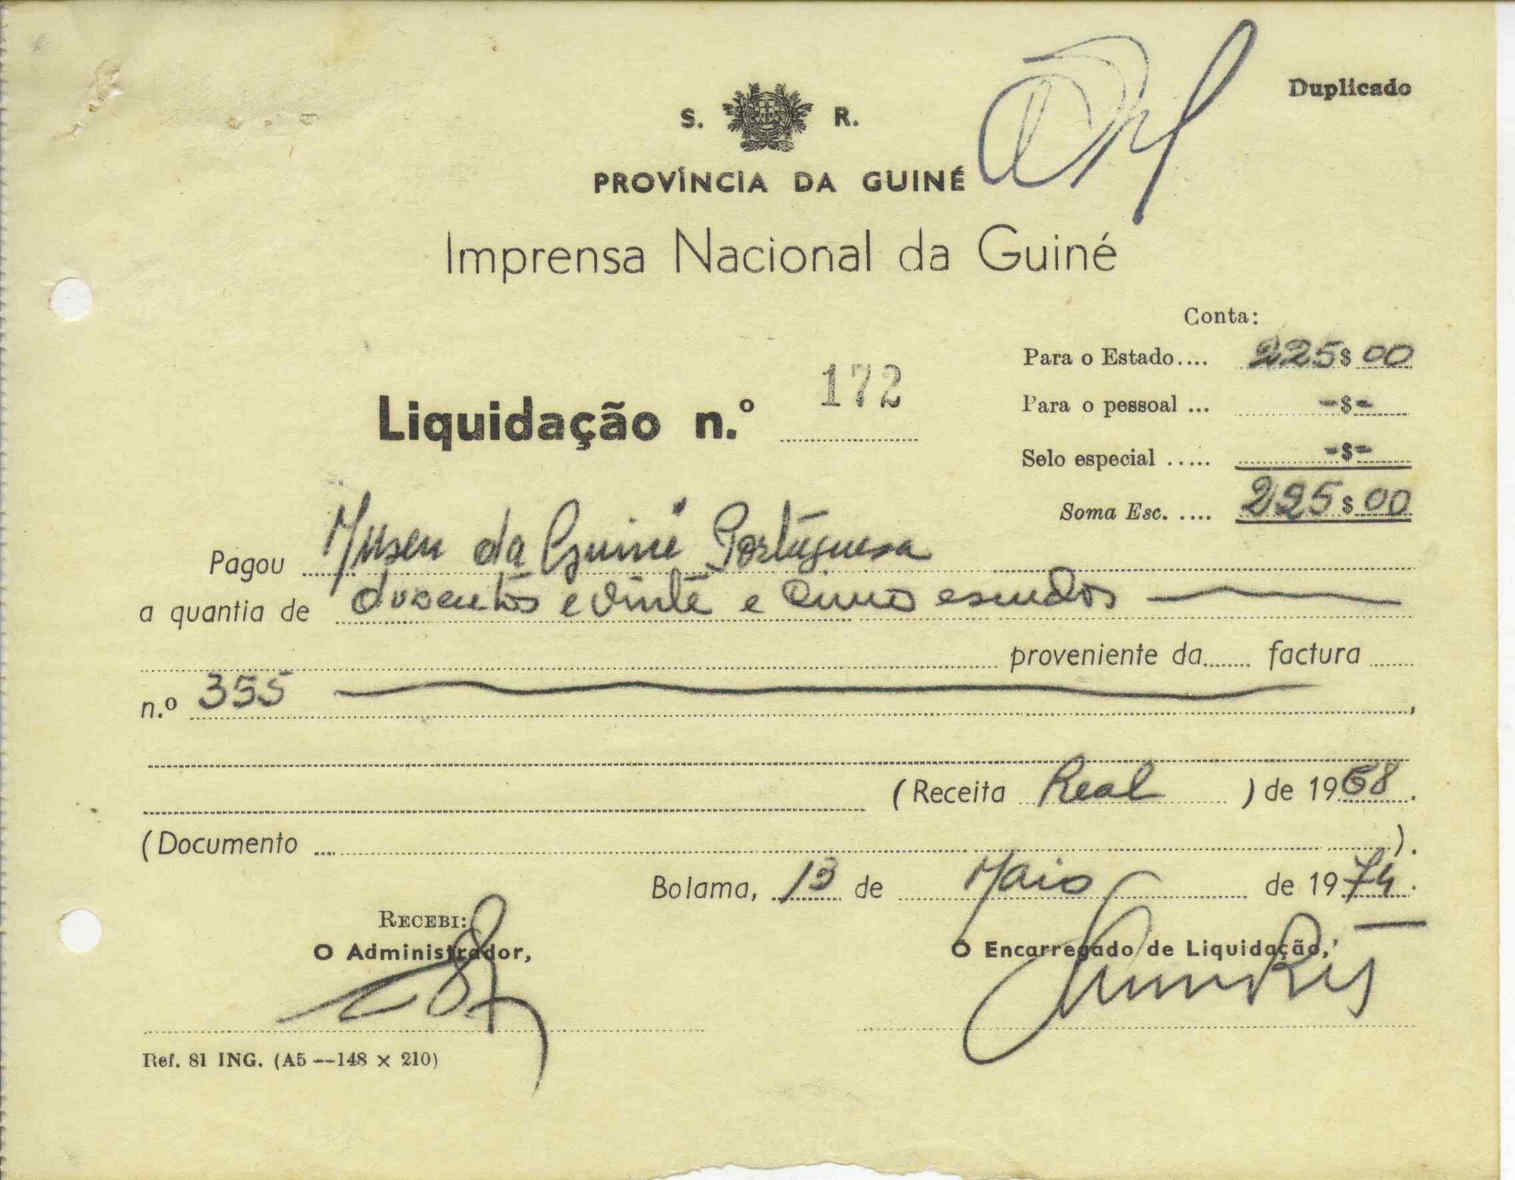 Duplicado
S. R.
PROVÍNCIA DA GUINÉ
Imprensa Nacional da Guiné
Conta:
Para o Estado.... 225$00
Para o pessoal ... -$-
Selo especial ..... -$-
Soma Esc. .... 225$00
Liquidação n.º 172
Pagou Museu da Guiné Portuguesa
a quantia de duzentos e vinte e cinco escudos
proveniente da factura
n.º 355 ,
(Receita Real ) de 1968.
(Documento ... ).
Bolama, 13 de Maio de 1974.
RECEBI:
O Administrador,
O Encarregado de Liquidação,
Ref. 81 ING. (A5 — 148 × 210)